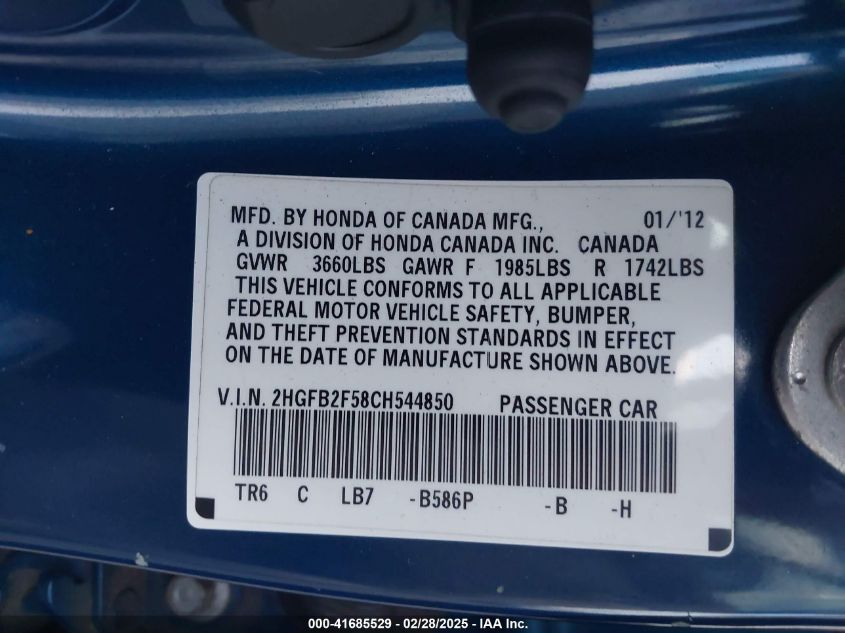 MFD. BY HONDA OF CANADA MFG., 01/'12
A DIVISION OF HONDA CANADA INC. CANADA
GVWR 3660LBS GAWR F 1985LBS R 1742LBS
THIS VEHICLE CONFORMS TO ALL APPLICABLE
FEDERAL MOTOR VEHICLE SAFETY, BUMPER,
AND THEFT PREVENTION STANDARDS IN EFFECT
ON THE DATE OF MANUFACTURE SHOWN ABOVE.
V.I.N. 2HGFB2F58CH544850 PASSENGER CAR
TR6 C LB7 -B586P -B -H
000-41685529 - 02/28/2025 - IAA Inc.